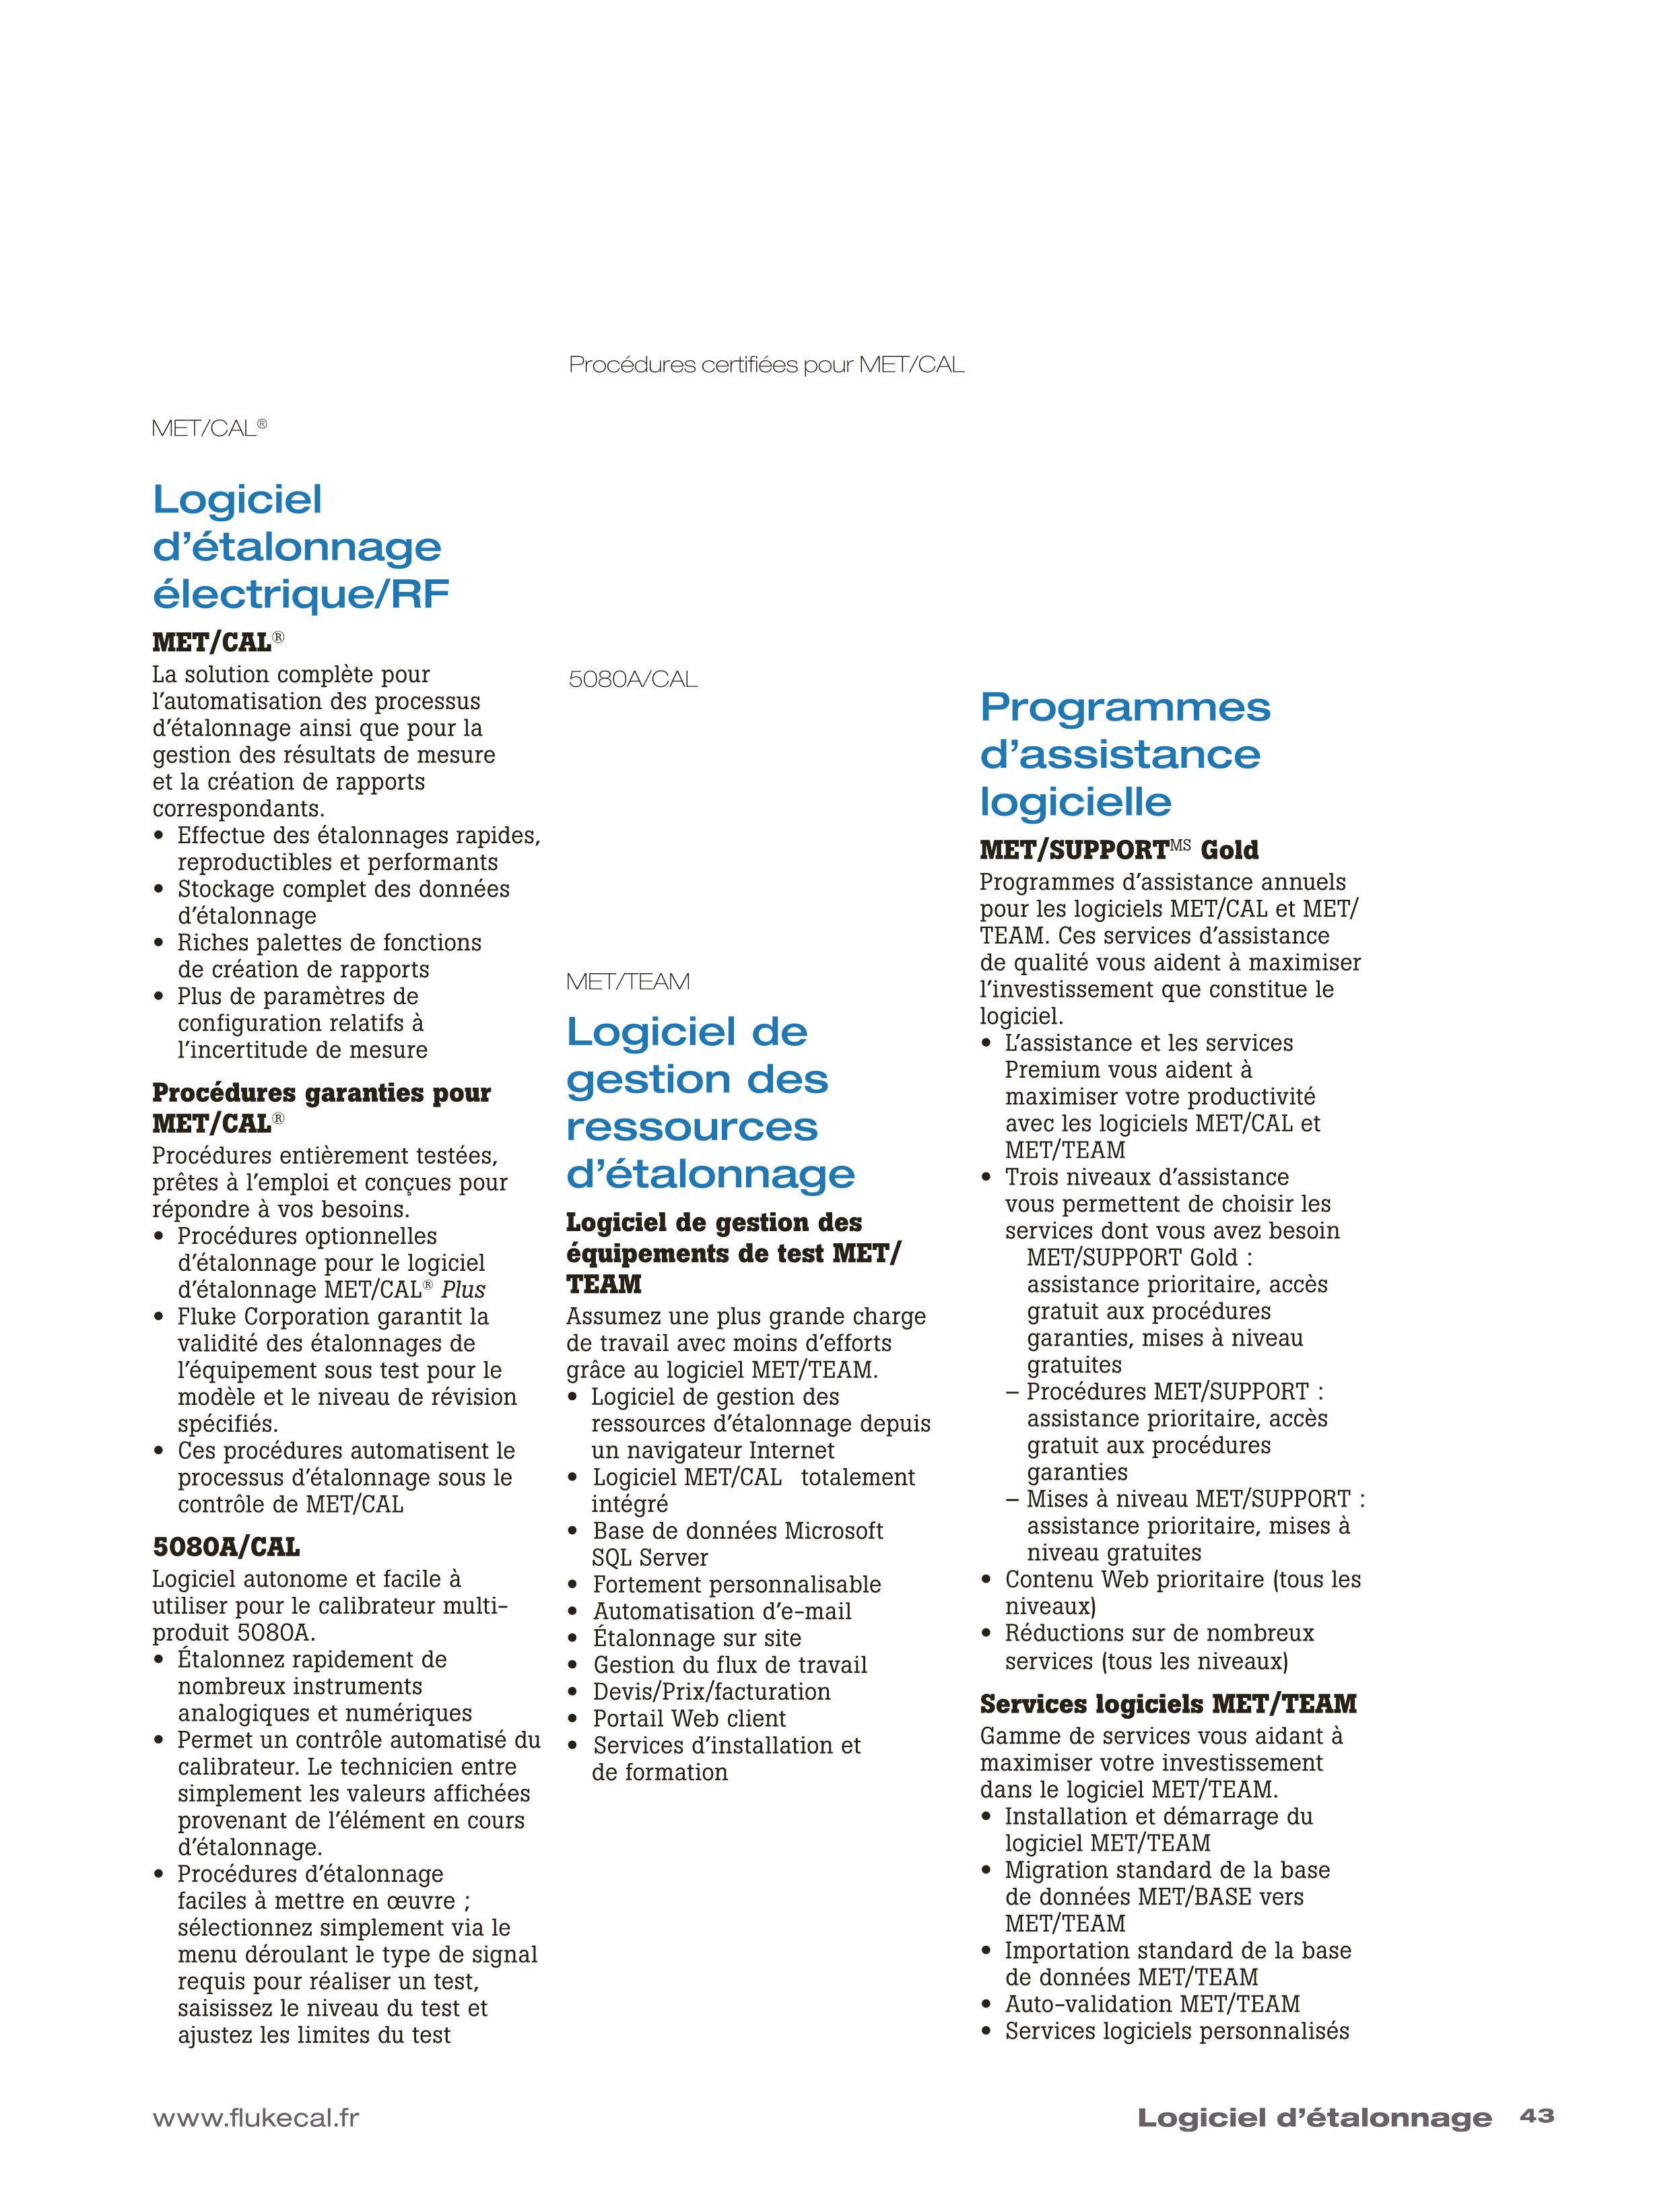 MET/CAL®
Logiciel
d’étalonnage
électrique/RF
MET/CAL®
La solution complète pour
l’automatisation des processus
d’étalonnage ainsi que pour la
gestion des résultats de mesure
et la création de rapports
correspondants.
• Effectue des étalonnages rapides,
reproductibles et performants
• Stockage complet des données
d’étalonnage
• Riches palettes de fonctions
de création de rapports
• Plus de paramètres de
configuration relatifs à
l’incertitude de mesure
Procédures garanties pour
MET/CAL®
Procédures entièrement testées,
prêtes à l’emploi et conçues pour
répondre à vos besoins.
• Procédures optionnelles
d’étalonnage pour le logiciel
d’étalonnage MET/CAL® Plus
• Fluke Corporation garantit la
validité des étalonnages de
l’équipement sous test pour le
modèle et le niveau de révision
spécifiés.
• Ces procédures automatisent le
processus d’étalonnage sous le
contrôle de MET/CAL
5080A/CAL
Logiciel autonome et facile à
utiliser pour le calibrateur multi-
produit 5080A.
• Étalonnez rapidement de
nombreux instruments
analogiques et numériques
• Permet un contrôle automatisé du
calibrateur. Le technicien entre
simplement les valeurs affichées
provenant de l’élément en cours
d’étalonnage.
• Procédures d’étalonnage
faciles à mettre en œuvre ;
sélectionnez simplement via le
menu déroulant le type de signal
requis pour réaliser un test,
saisissez le niveau du test et
ajustez les limites du test
Procédures certifiées pour MET/CAL
5080A/CAL
MET/TEAM
Logiciel de
gestion des
ressources
d’étalonnage
Logiciel de gestion des
équipements de test MET/
TEAM
Assumez une plus grande charge
de travail avec moins d’efforts
grâce au logiciel MET/TEAM.
• Logiciel de gestion des
ressources d’étalonnage depuis
un navigateur Internet
• Logiciel MET/CAL totalement
intégré
• Base de données Microsoft
SQL Server
• Fortement personnalisable
• Automatisation d’e-mail
• Étalonnage sur site
• Gestion du flux de travail
• Devis/Prix/facturation
• Portail Web client
• Services d’installation et
de formation
Programmes
d’assistance
logicielle
MET/SUPPORTMS Gold
Programmes d’assistance annuels
pour les logiciels MET/CAL et MET/
TEAM. Ces services d’assistance
de qualité vous aident à maximiser
l’investissement que constitue le
logiciel.
• L’assistance et les services
Premium vous aident à
maximiser votre productivité
avec les logiciels MET/CAL et
MET/TEAM
• Trois niveaux d’assistance
vous permettent de choisir les
services dont vous avez besoin
MET/SUPPORT Gold :
assistance prioritaire, accès
gratuit aux procédures
garanties, mises à niveau
gratuites
– Procédures MET/SUPPORT :
assistance prioritaire, accès
gratuit aux procédures
garanties
– Mises à niveau MET/SUPPORT :
assistance prioritaire, mises à
niveau gratuites
• Contenu Web prioritaire (tous les
niveaux)
• Réductions sur de nombreux
services (tous les niveaux)
Services logiciels MET/TEAM
Gamme de services vous aidant à
maximiser votre investissement
dans le logiciel MET/TEAM.
• Installation et démarrage du
logiciel MET/TEAM
• Migration standard de la base
de données MET/BASE vers
MET/TEAM
• Importation standard de la base
de données MET/TEAM
• Auto-validation MET/TEAM
• Services logiciels personnalisés
www.flukecal.fr
Logiciel d’étalonnage 43